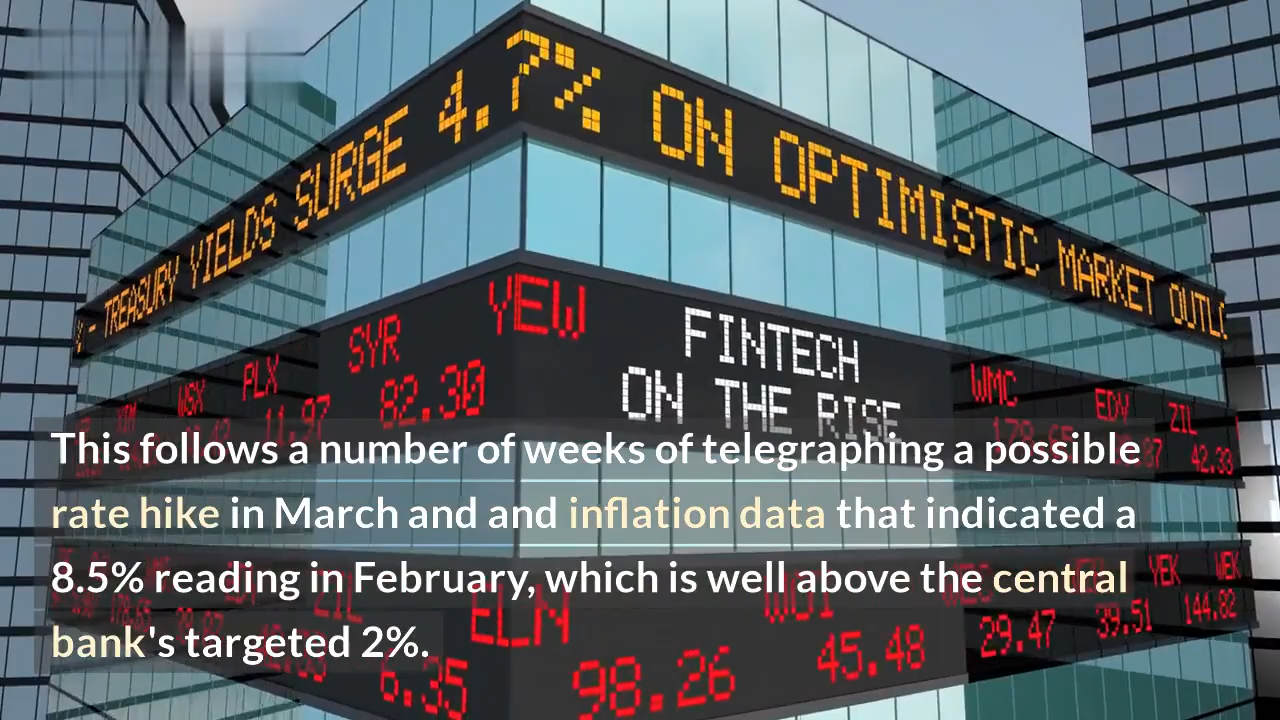 - TREASURY YIELDS SURGE 4.7% ON OPTIMISTIC MARKET OUTLO
YEW
SYR
82.30
PLX
11.97
WSX
FINTECH
ON THE RISE
WMC
EDV
ZIL
42.33
This follows a number of weeks of telegraphing a possible
rate hike in March and and inflation data that indicated a
8.5% reading in February, which is well above the central
bank's targeted 2%.
ELN
6.35
98.26
45.48
29.47
YEK
39.51
WEK
144.82